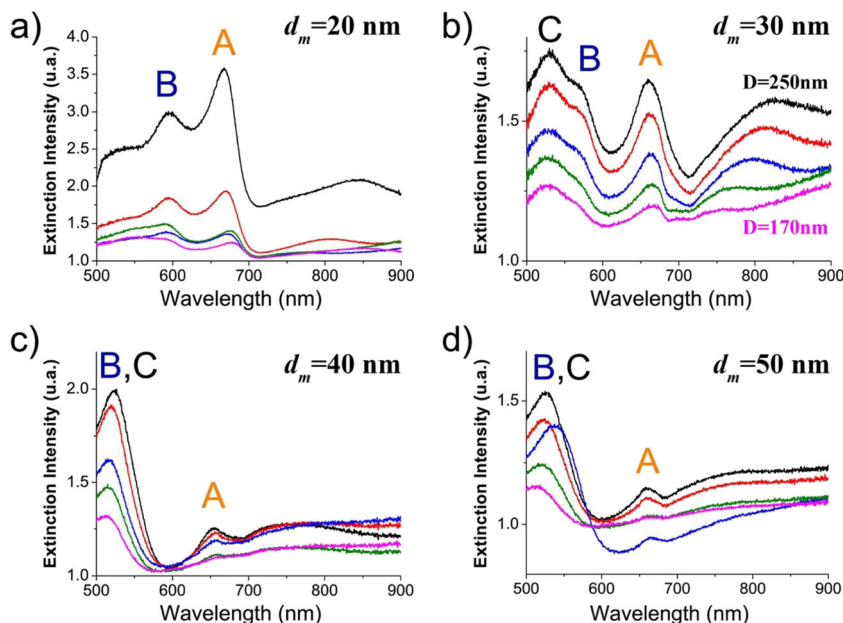 a)
d_m=20 nm
A
B
Extinction Intensity (u.a.)
4.0
3.5
3.0
2.5
2.0
1.5
1.0
500 600 700 800 900
Wavelength (nm)
b)
d_m=30 nm
C
B
A
D=250nm
D=170nm
Extinction Intensity (u.a.)
1.5
1.0
500 600 700 800 900
Wavelength (nm)
c)
d_m=40 nm
B,C
A
Extinction Intensity (u.a.)
2.0
1.5
1.0
500 600 700 800 900
Wavelength (nm)
d)
d_m=50 nm
B,C
A
Extinction Intensity (u.a.)
1.5
1.0
500 600 700 800 900
Wavelength (nm)